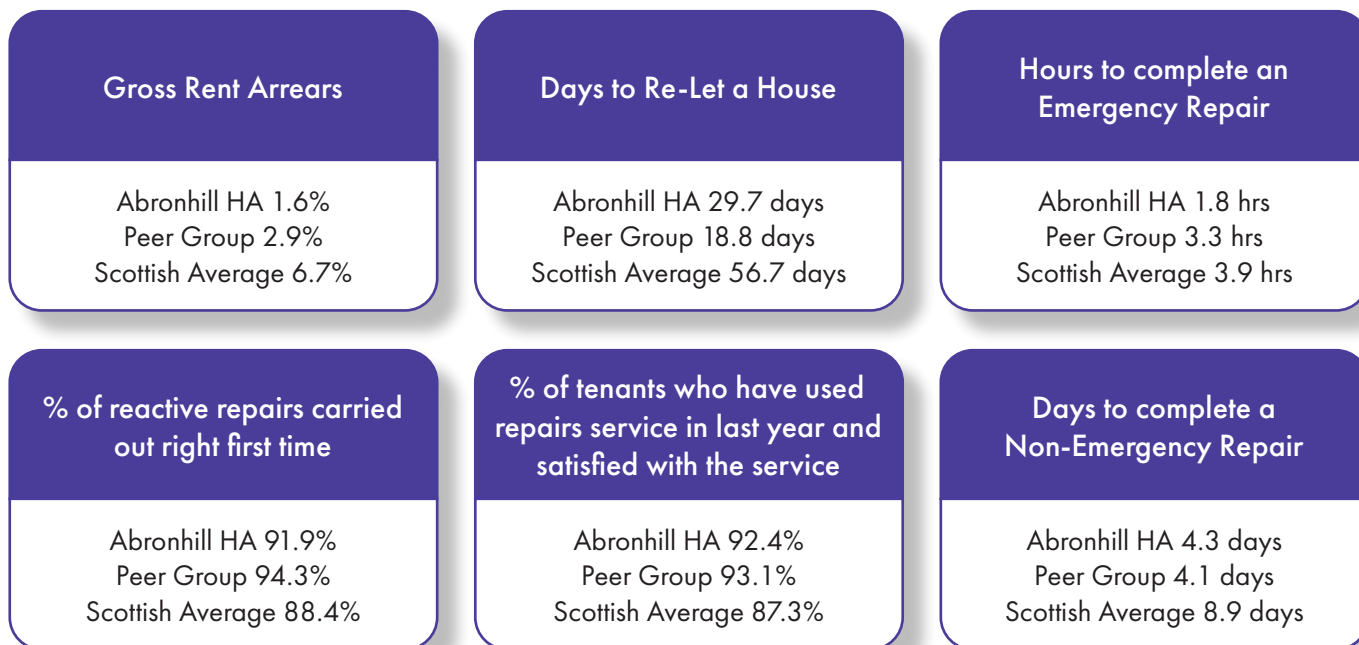 Gross Rent Arrears
Abronhill HA 1.6%
Peer Group 2.9%
Scottish Average 6.7%
Days to Re-Let a House
Abronhill HA 29.7 days
Peer Group 18.8 days
Scottish Average 56.7 days
Hours to complete an
Emergency Repair
Abronhill HA 1.8 hrs
Peer Group 3.3 hrs
Scottish Average 3.9 hrs
% of reactive repairs carried
out right first time
Abronhill HA 91.9%
Peer Group 94.3%
Scottish Average 88.4%
% of tenants who have used
repairs service in last year and
satisfied with the service
Abronhill HA 92.4%
Peer Group 93.1%
Scottish Average 87.3%
Days to complete a
Non-Emergency Repair
Abronhill HA 4.3 days
Peer Group 4.1 days
Scottish Average 8.9 days